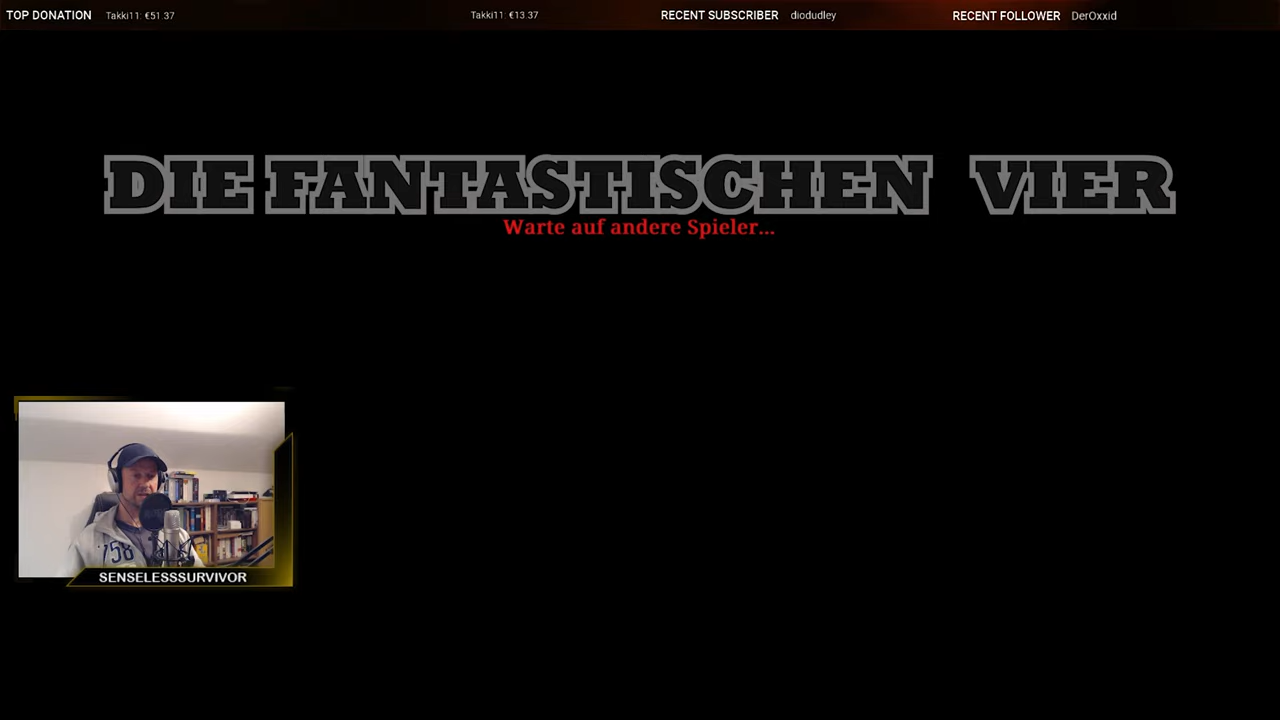 TOP DONATION Takki11: €51.37 Takki11: €13.37 RECENT SUBSCRIBER diodudley RECENT FOLLOWER DerOxxid
DIE FANTASTISCHEN VIER
Warte auf andere Spieler...
758
SENSELESSSURVIVOR